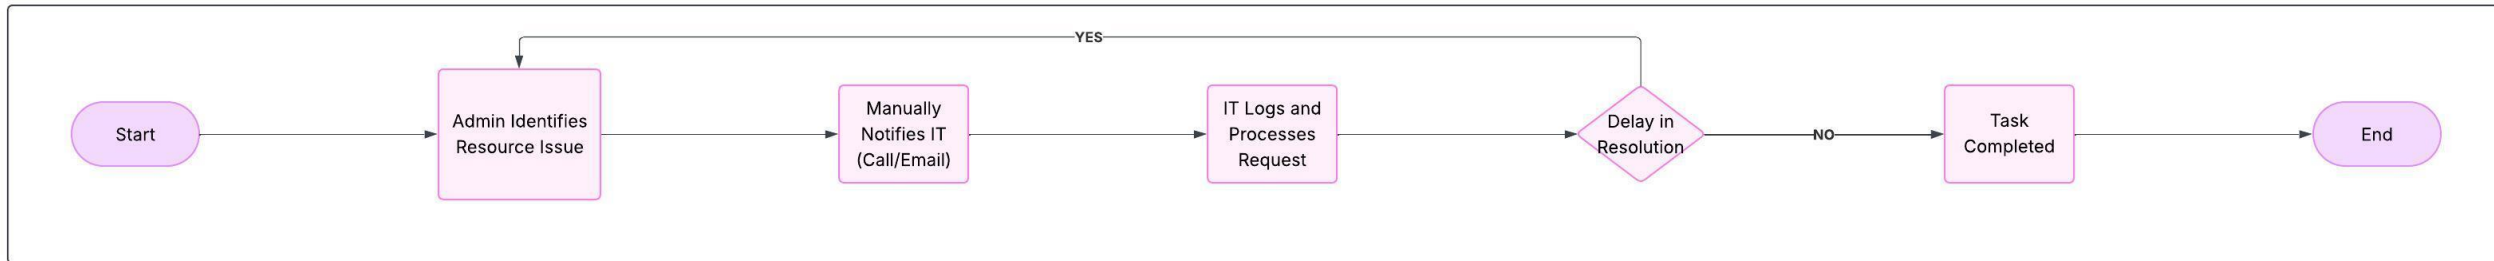 YES
Start
Admin Identifies
Resource Issue
Manually
Notifies IT
(Call/Email)
IT Logs and
Processes
Request
Delay in
Resolution
NO
Task
Completed
End